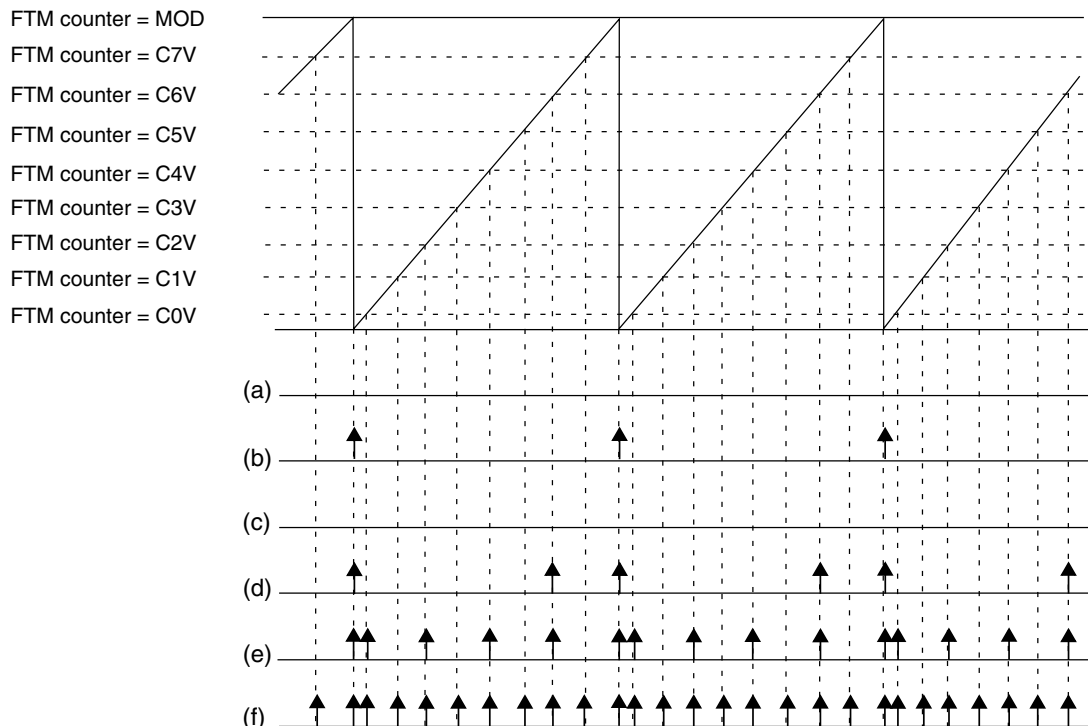 FTM counter = MOD
FTM counter = C7V
FTM counter = C6V
FTM counter = C5V
FTM counter = C4V
FTM counter = C3V
FTM counter = C2V
FTM counter = C1V
FTM counter = C0V
(a)
(b)
(c)
(d)
(e)
(f)